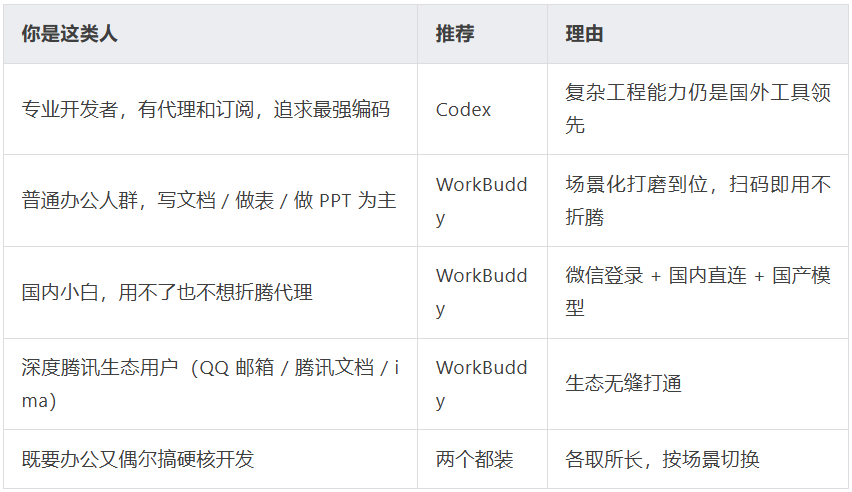 你是这类人 推荐 理由
专业开发者，有代理和订阅，追求最强编码 Codex 复杂工程能力仍是国外工具领
先
普通办公人群，写文档 / 做表 / 做 PPT 为主 WorkBudd
y 场景化打磨到位，扫码即用不
折腾
国内小白，用不了也不想折腾代理 WorkBudd
y 微信登录 + 国内直连 + 国产模
型
深度腾讯生态用户（QQ 邮箱 / 腾讯文档 / i
ma） WorkBudd
y 生态无缝打通
既要办公又偶尔搞硬核开发 两个都装 各取所长，按场景切换